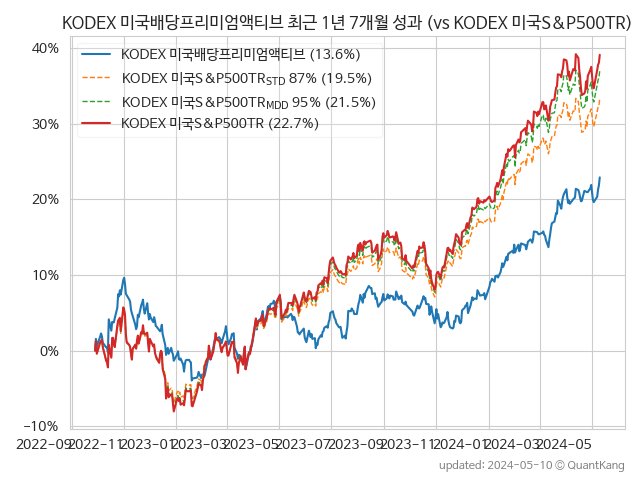 KODEX 미국배당프리미엄액티브 최근 1년 7개월 성과 (vs KODEX 미국S&P500TR)
KODEX 미국배당프리미엄액티브 (13.6%)
KODEX 미국S&P500TR_STD 87% (19.5%)
KODEX 미국S&P500TR_MDD 95% (21.5%)
KODEX 미국S&P500TR (22.7%)
40%
30%
20%
10%
0%
−10%
2022-09 2022-11 2023-01 2023-03 2023-05 2023-07 2023-09 2023-11 2024-01 2024-03 2024-05
updated: 2024-05-10 ⓒ QuantKang